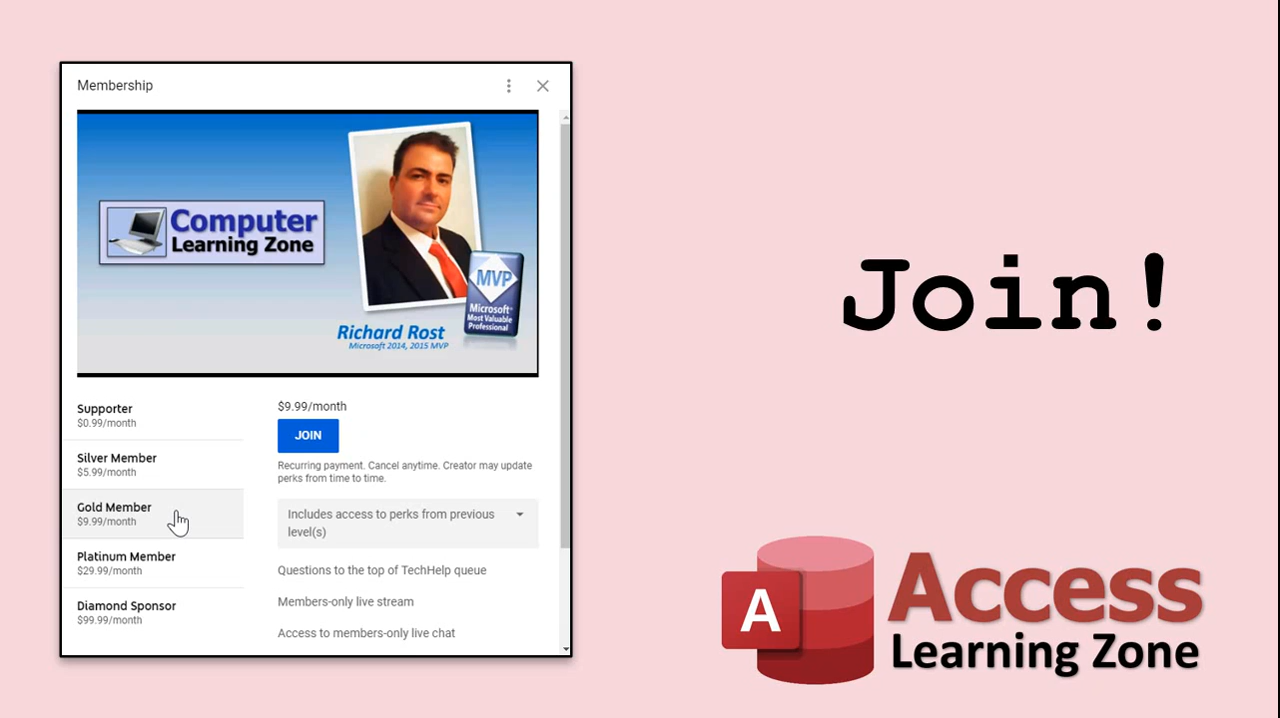 Membership
Computer
Learning Zone
MVP
Microsoft®
Most Valuable
Professional
Richard Rost
Microsoft 2014, 2015 MVP
Supporter
$0.99/month
Silver Member
$5.99/month
Gold Member
$9.99/month
Platinum Member
$29.99/month
Diamond Sponsor
$99.99/month
$9.99/month
JOIN
Recurring payment. Cancel anytime. Creator may update
perks from time to time.
Includes access to perks from previous
level(s)
Questions to the top of TechHelp queue
Members-only live stream
Access to members-only live chat
Join!
A
Access
Learning Zone